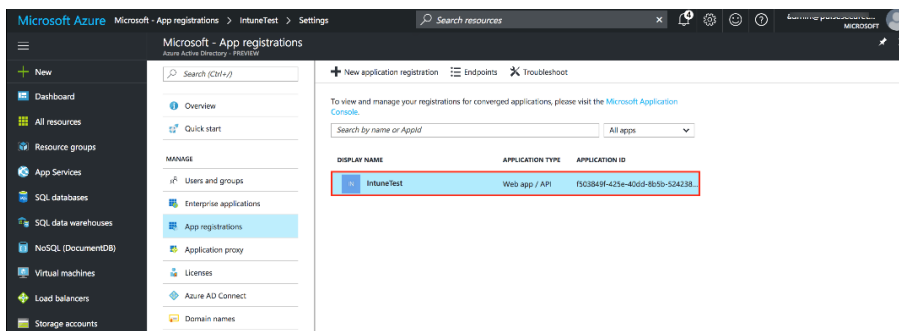 Microsoft Azure Microsoft - App registrations > IntuneTest > Settings
Search resources
4
MICROSOFT
Microsoft - App registrations
Azure Active Directory - PREVIEW
New
Dashboard
All resources
Resource groups
App Services
SQL databases
SQL data warehouses
NoSQL (DocumentDB)
Virtual machines
Load balancers
Storage accounts
Search (Ctrl+/)
Overview
Quick start
MANAGE
Users and groups
Enterprise applications
App registrations
Application proxy
Licenses
Azure AD Connect
Domain names
New application registration Endpoints Troubleshoot
To view and manage your registrations for converged applications, please visit the Microsoft Application
Console.
Search by name or AppId All apps
DISPLAY NAME APPLICATION TYPE APPLICATION ID
IN IntuneTest Web app / API f503849f-425e-40dd-8b5b-524238...